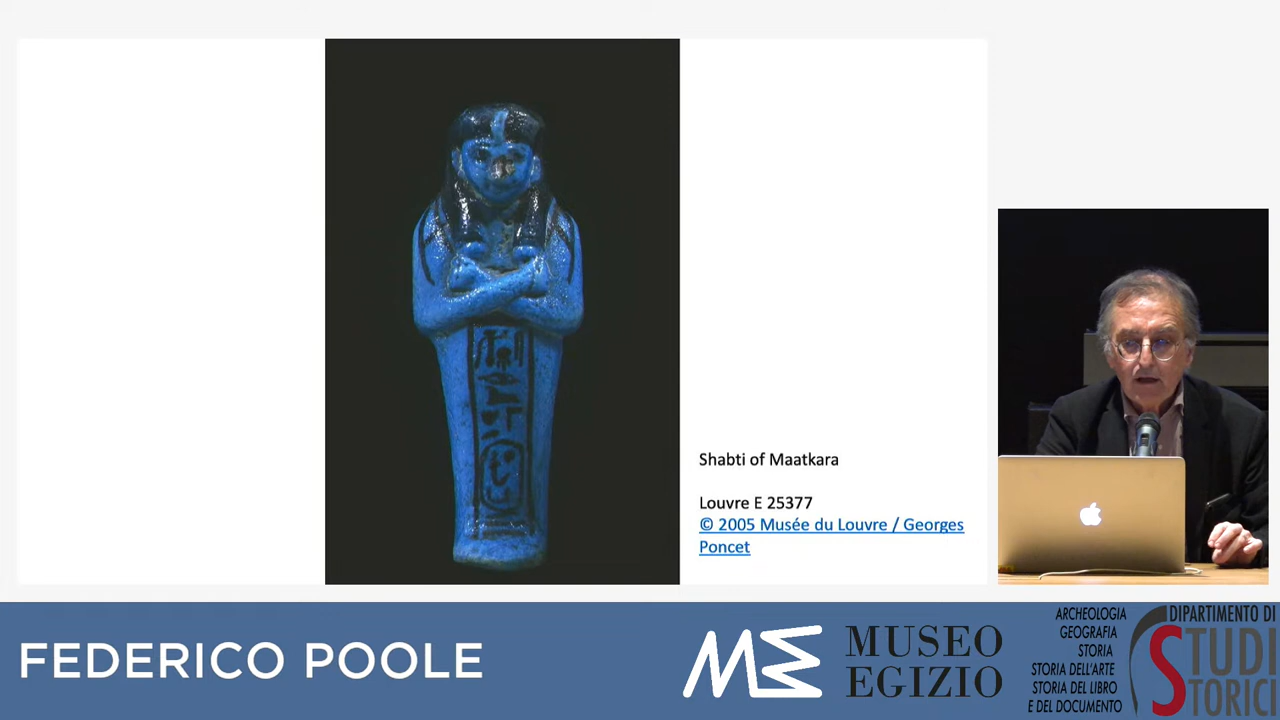 Shabti of Maatkara
Louvre E 25377
© 2005 Musée du Louvre / Georges
Poncet
FEDERICO POOLE
ME
MUSEO
EGIZIO
ARCHEOLOGIA
GEOGRAFIA
STORIA
STORIA DELL'ARTE
STORIA DEL LIBRO
E DEL DOCUMENTO
DIPARTIMENTO DI
STUDI
STORICI